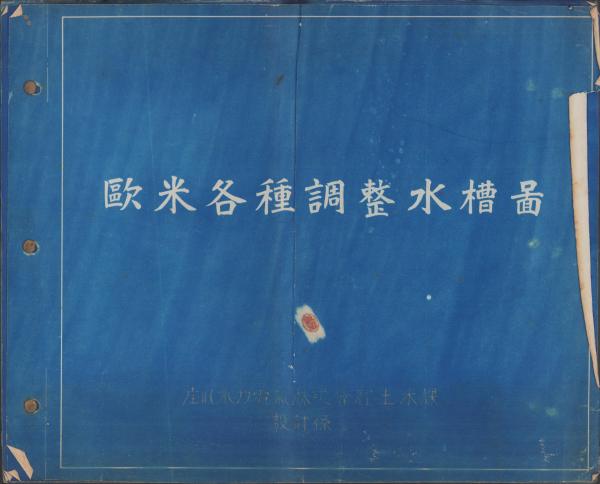 歐米各種調整水槽啚
庄川水力電氣株式會社土木課
設計係